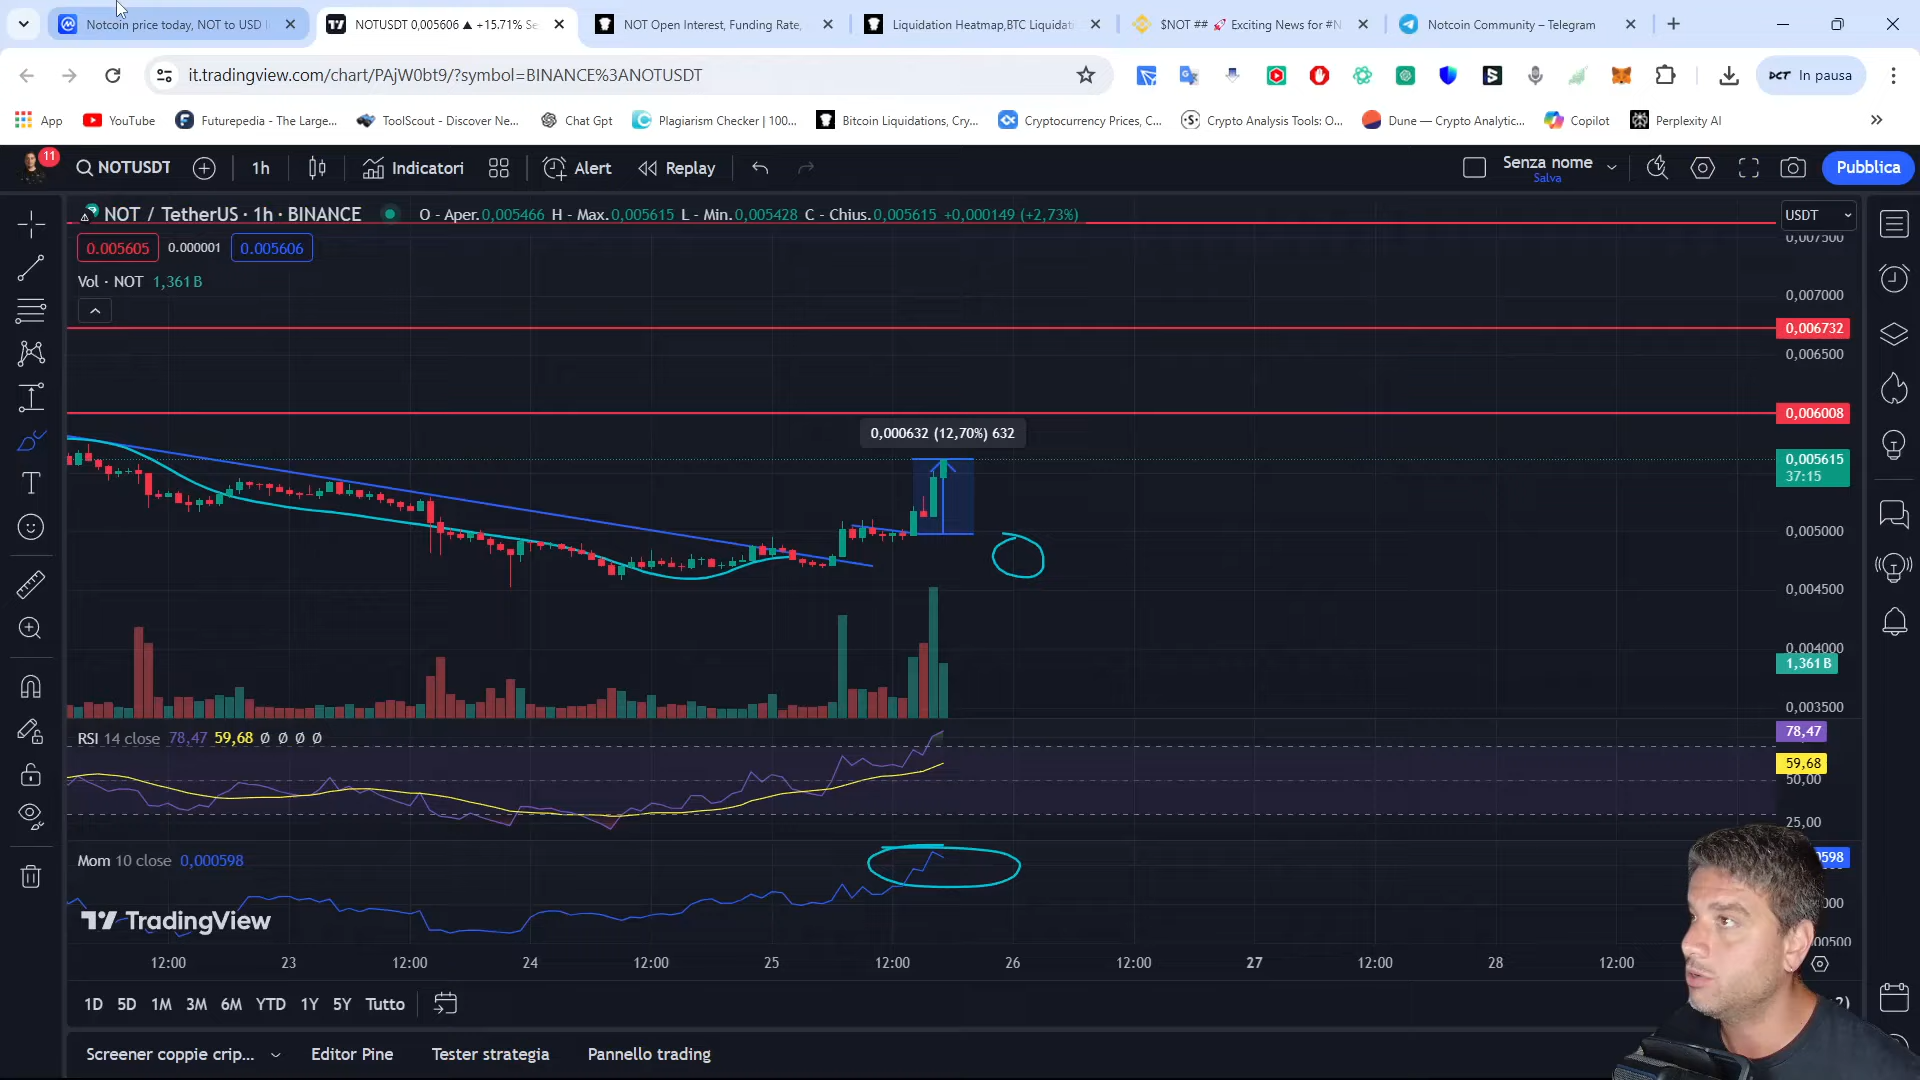 Notcoin price today, NOT to USD
NOTUSDT 0,005606 ▲ +15.71% Se
NOT Open Interest, Funding Rate,
Liquidation Heatmap,BTC Liquidati
$NOT ## 🚀 Exciting News for #N
Notcoin Community – Telegram
it.tradingview.com/chart/PAjW0bt9/?symbol=BINANCE%3ANOTUSDT
In pausa
App
YouTube
Futurepedia - The Large...
ToolScout - Discover Ne...
Chat Gpt
Plagiarism Checker | 100...
Bitcoin Liquidations, Cry...
Cryptocurrency Prices, C...
Crypto Analysis Tools: O...
Dune — Crypto Analytic...
Copilot
Perplexity AI
11
NOTUSDT
1h
Indicatori
Alert
Replay
Senza nome
Salva
Pubblica
NOT / TetherUS · 1h · BINANCE
O - Aper.0,005466 H - Max.0,005615 L - Min.0,005428 C - Chius.0,005615 +0,000149 (+2,73%)
USDT
0,007500
0.005605
0.000001
0.005606
Vol · NOT 1,361B
0,007000
0,006732
0,006500
0,006008
0,000632 (12,70%) 632
0,005615
37:15
0,005000
0,004500
0,004000
1,361B
0,003500
RSI 14 close 78,47 59,68 Ø Ø Ø Ø
78,47
59,68
50,00
25,00
Mom 10 close 0,000598
TradingView
12:00
23
12:00
24
12:00
25
12:00
26
12:00
27
12:00
28
12:00
1D 5D 1M 3M 6M YTD 1Y 5Y Tutto
Screener coppie crip...
Editor Pine
Tester strategia
Pannello trading